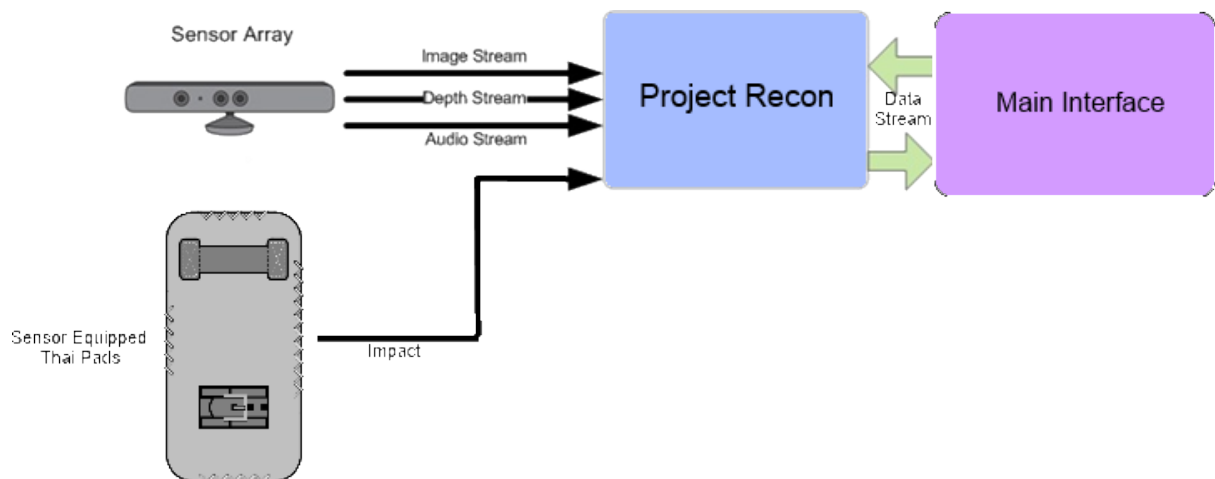 Sensor Array
Image Stream
Depth Stream
Audio Stream
Project Recon
Data
Stream
Main Interface
Sensor Equipped
Thai Pads
Impact